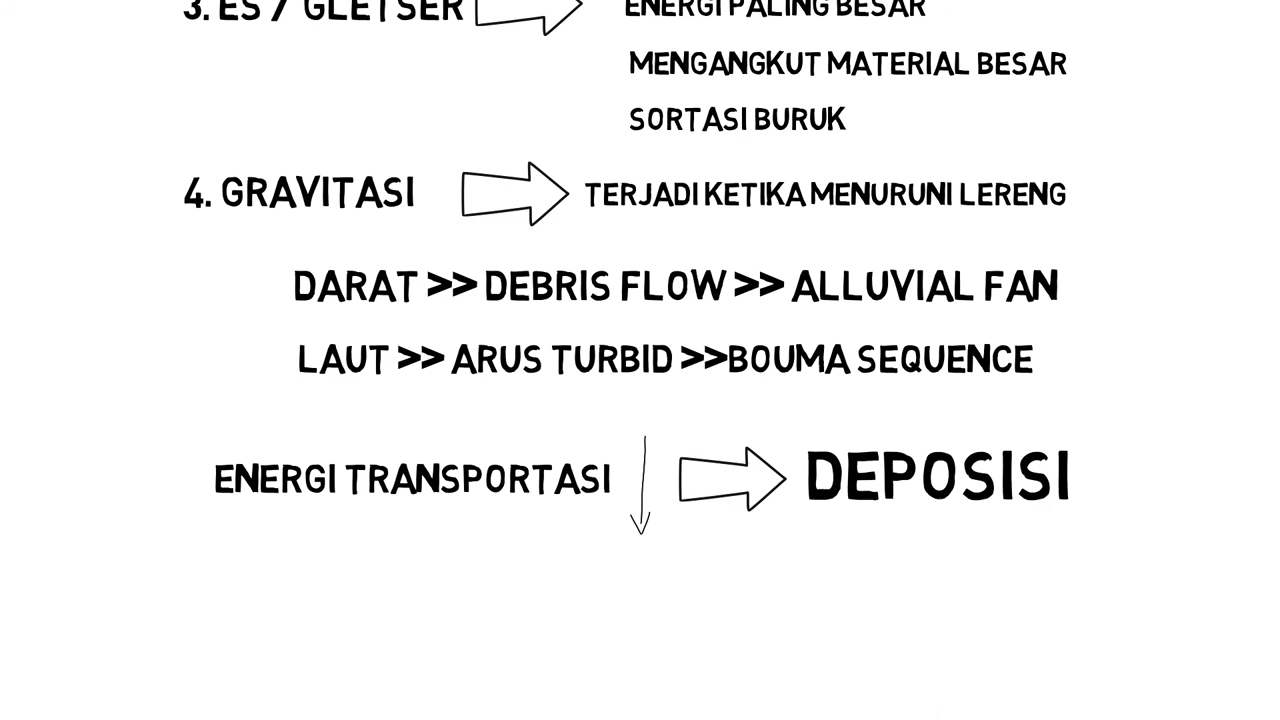 3. ES / GLETSER ENERGI PALING BESAR
MENGANGKUT MATERIAL BESAR
SORTASI BURUK
4. GRAVITASI TERJADI KETIKA MENURUNI LERENG
DARAT >> DEBRIS FLOW >> ALLUVIAL FAN
LAUT >> ARUS TURBID >>BOUMA SEQUENCE
ENERGI TRANSPORTASI DEPOSISI